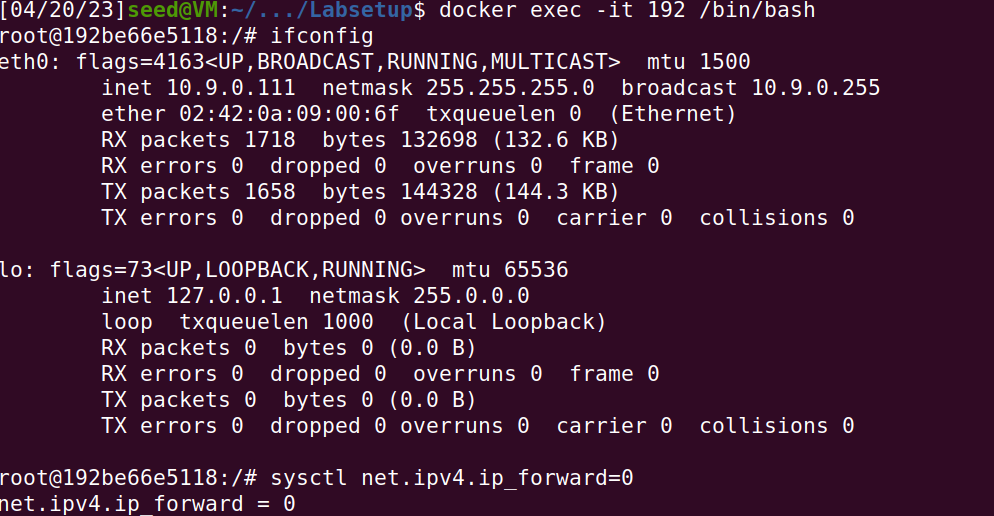 [04/20/23]seed@VM:~/.../Labsetup$ docker exec -it 192 /bin/bash
root@192be66e5118:/# ifconfig
eth0: flags=4163<UP,BROADCAST,RUNNING,MULTICAST>  mtu 1500
        inet 10.9.0.111  netmask 255.255.255.0  broadcast 10.9.0.255
        ether 02:42:0a:09:00:6f  txqueuelen 0  (Ethernet)
        RX packets 1718  bytes 132698 (132.6 KB)
        RX errors 0  dropped 0  overruns 0  frame 0
        TX packets 1658  bytes 144328 (144.3 KB)
        TX errors 0  dropped 0 overruns 0  carrier 0  collisions 0

lo: flags=73<UP,LOOPBACK,RUNNING>  mtu 65536
        inet 127.0.0.1  netmask 255.0.0.0
        loop  txqueuelen 1000  (Local Loopback)
        RX packets 0  bytes 0 (0.0 B)
        RX errors 0  dropped 0  overruns 0  frame 0
        TX packets 0  bytes 0 (0.0 B)
        TX errors 0  dropped 0 overruns 0  carrier 0  collisions 0

root@192be66e5118:/# sysctl net.ipv4.ip_forward=0
net.ipv4.ip_forward = 0